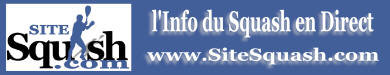 SITE
Squash
.com
l'Info du Squash en Direct
www.SiteSquash.com